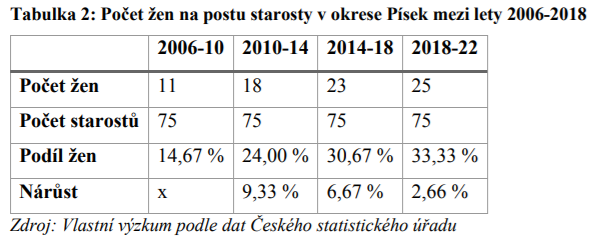 Tabulka 2: Počet žen na postu starosty v okrese Písek mezi lety 2006-2018
2006-10 2010-14 2014-18 2018-22
Počet žen 11 18 23 25
Počet starostů 75 75 75 75
Podíl žen 14,67 % 24,00 % 30,67 % 33,33 %
Nárůst x 9,33 % 6,67 % 2,66 %
Zdroj: Vlastní výzkum podle dat Českého statistického úřadu